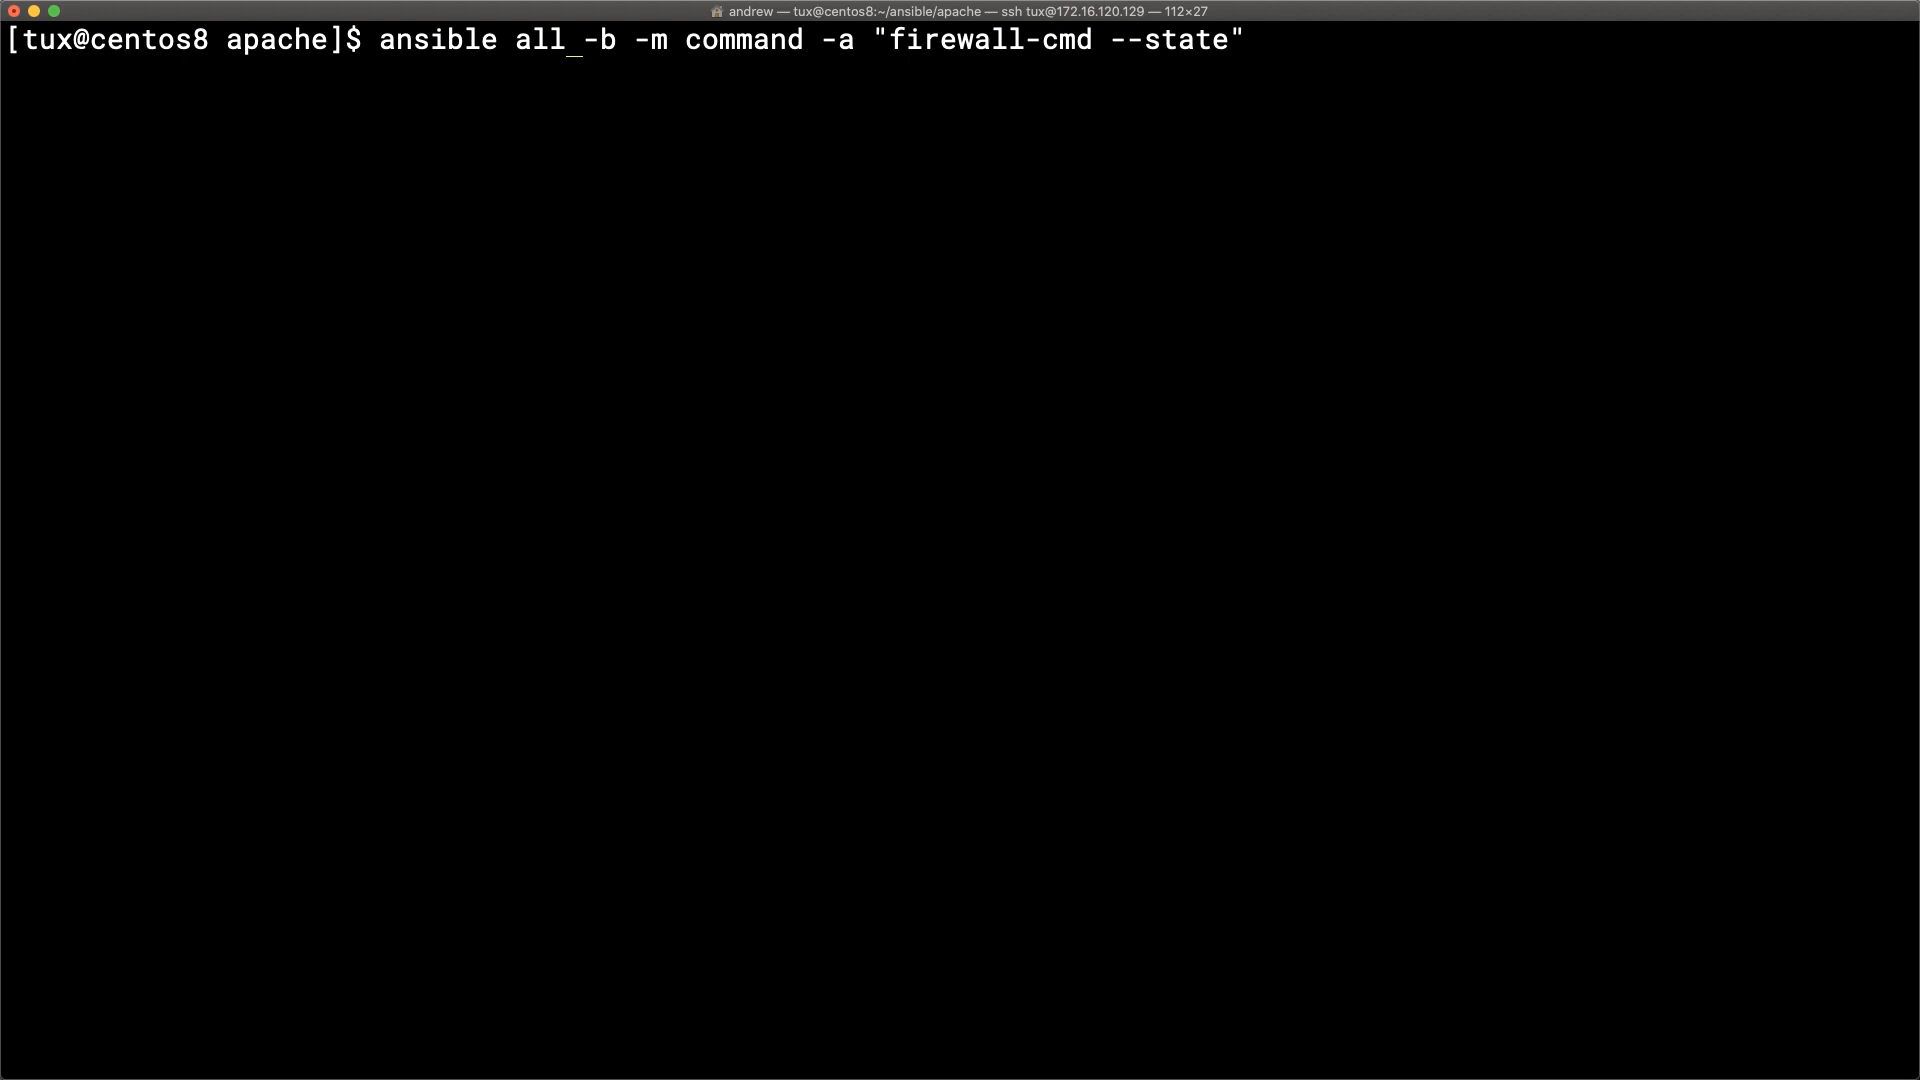 andrew — tux@centos8:~/ansible/apache — ssh tux@172.16.120.129 — 112×27
[tux@centos8 apache]$ ansible all -b -m command -a "firewall-cmd --state"